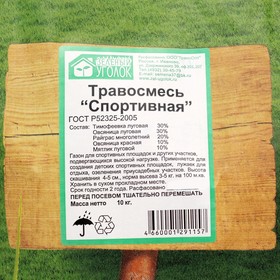 ЗЕЛЕНЫЙ
УГОЛОК
Травосмесь
“Спортивная”
ГОСТ Р52325-2005
Состав: Тимофеевка луговая 30%
Овсяница луговая 30%
Райграс многолетний 20%
Овсяница красная 10%
Мятлик луговой 10%
Газон для спортивных площадок и других участков,
подвергающихся высокой нагрузке. Применяется для
создания детских спортивных площадок, лужаек для
отдыха, озеленения приусадебных участков. Высота
скашивания 4-5 см., норма высева 3-5 кг. на 100 кв.м.
Хранить в сухом прохладном месте.
Срок годности 2 года. Расфасовано
ПЕРЕД ПОСЕВОМ ТЩАТЕЛЬНО ПЕРЕМЕШАТЬ
Масса нетто 10 кг.
4660001291157